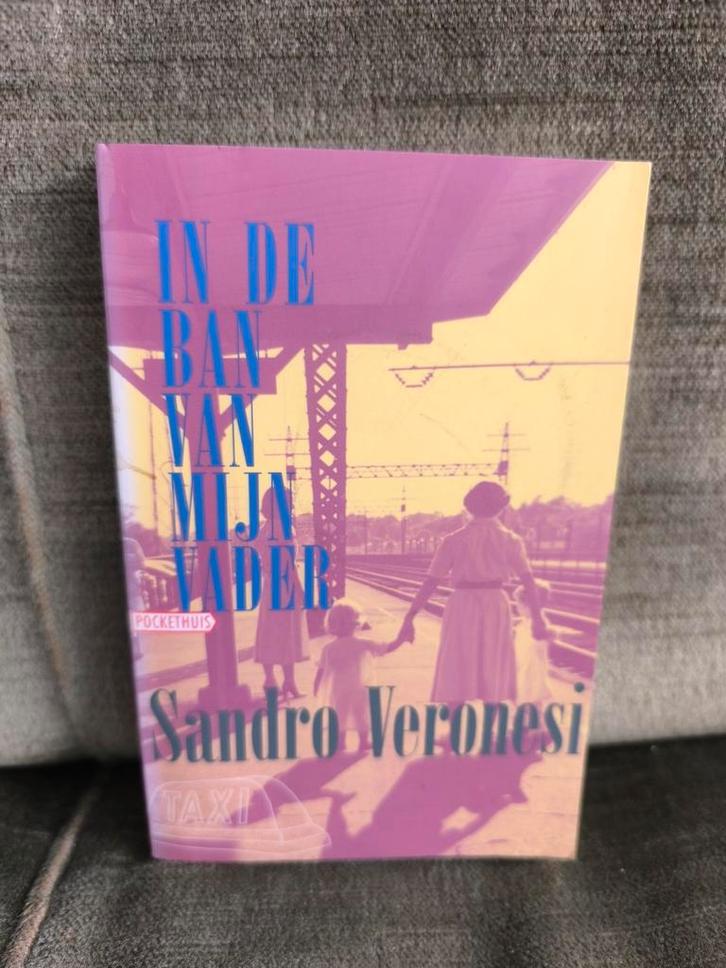 IN DE
BAN
VAN
MIJN
VADER
POCKETHUIS
Sandro Veronesi
TAXI